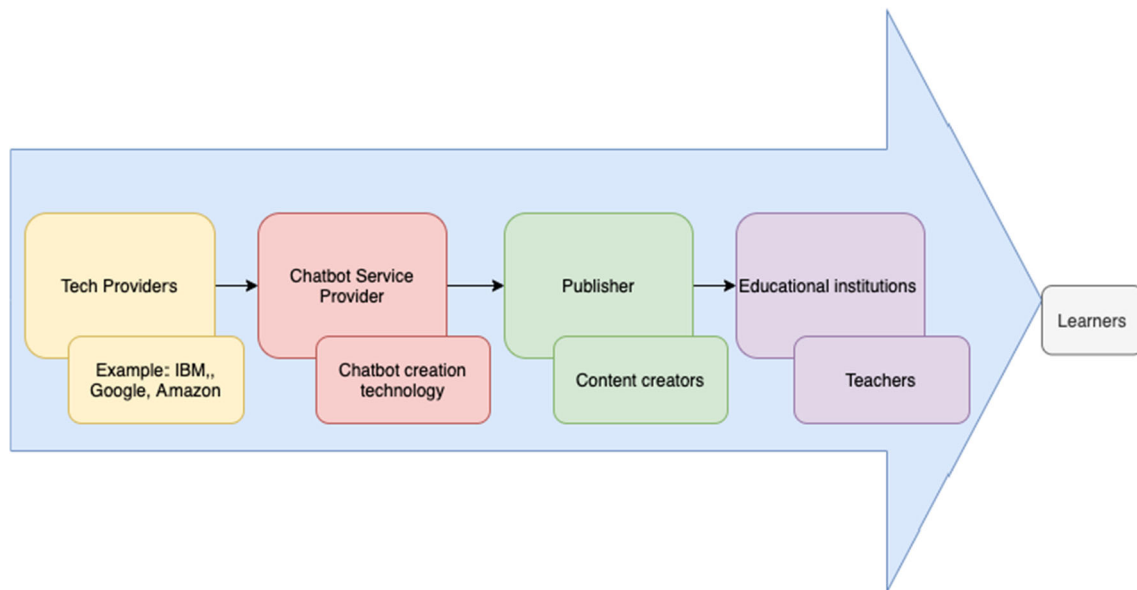 Tech Providers
Example: IBM,,
Google, Amazon
Chatbot Service
Provider
Chatbot creation
technology
Publisher
Content creators
Educational institutions
Teachers
Learners